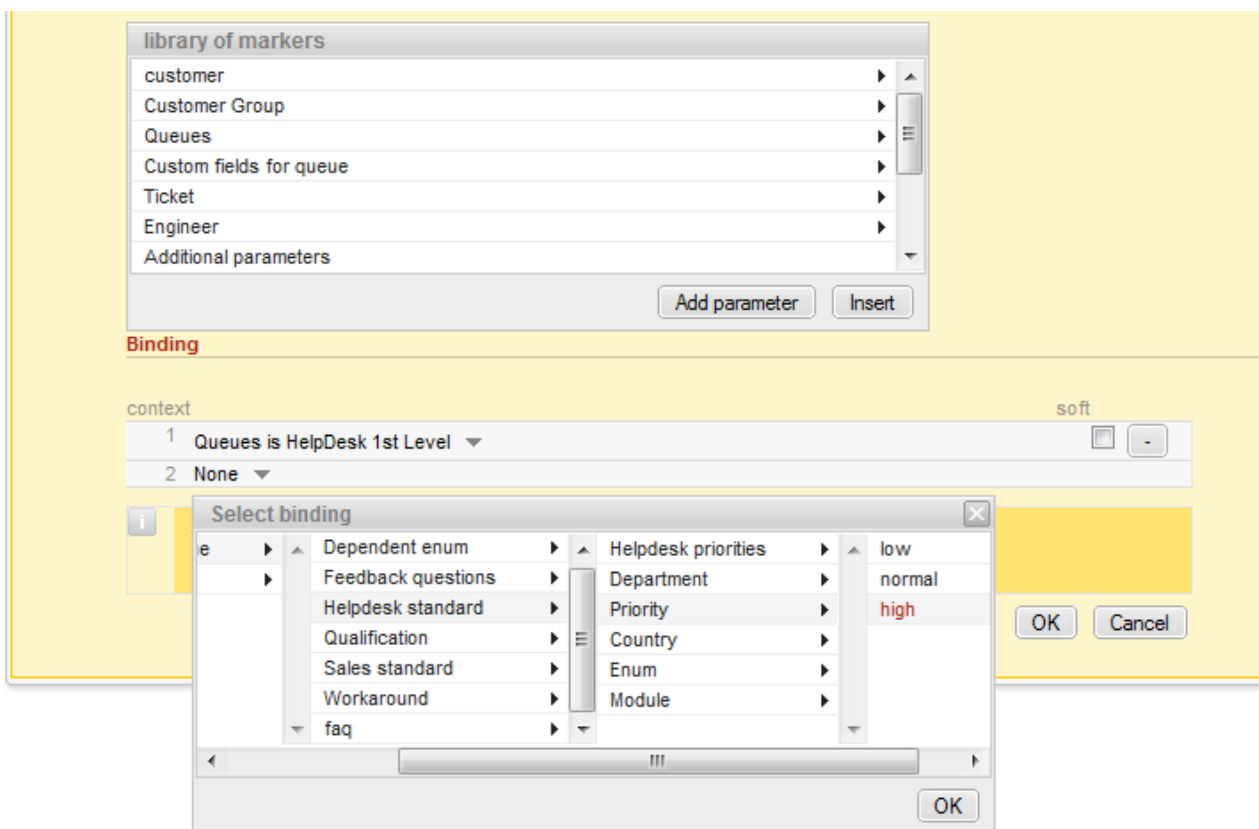 library of markers
customer
Customer Group
Queues
Custom fields for queue
Ticket
Engineer
Additional parameters
Add parameter Insert
Binding
context soft
1 Queues is HelpDesk 1st Level -
2 None
i
Select binding
e Dependent enum Helpdesk priorities low
Feedback questions Department normal
Helpdesk standard Priority high
Qualification Country
Sales standard Enum
Workaround Module
faq
OK Cancel
OK